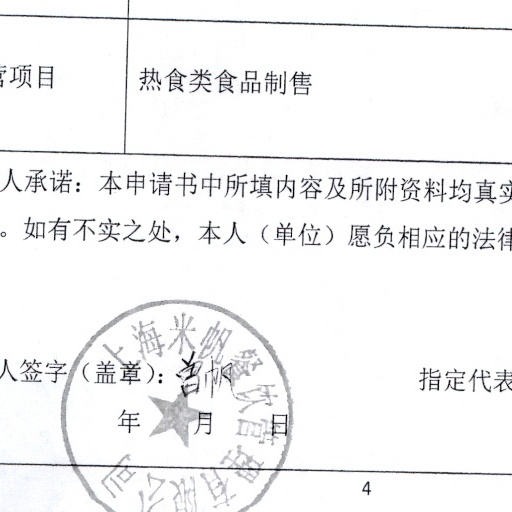 营项目
热食类食品制售
人承诺：本申请书中所填内容及所附资料均真实
。如有不实之处，本人（单位）愿负相应的法律
人签字（盖章）：曾帆
指定代表
年 月 日
上海米帆餐饮管理有限公司
4